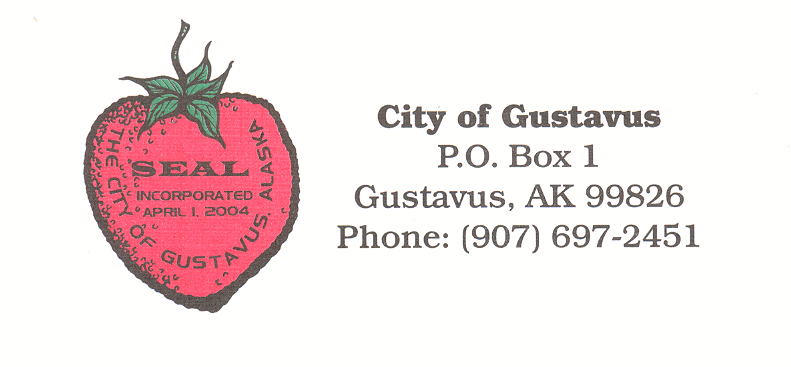 SEAL
INCORPORATED
APRIL 1, 2004
THE CITY OF GUSTAVUS, ALASKA
City of Gustavus
P.O. Box 1
Gustavus, AK 99826
Phone: (907) 697-2451